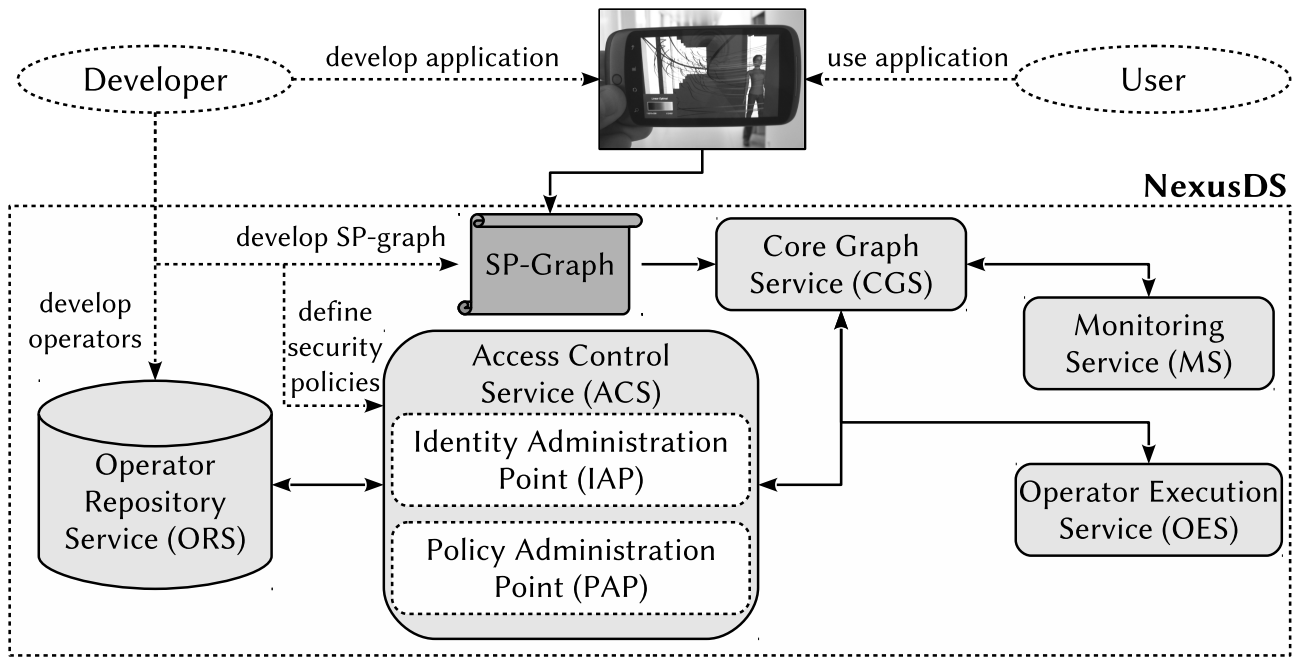 Developer
develop application
use application
User
NexusDS
develop SP-graph
SP-Graph
Core Graph
Service (CGS)
develop
operators
define
security
policies
Monitoring
Service (MS)
Access Control
Service (ACS)
Identity Administration
Point (IAP)
Policy Administration
Point (PAP)
Operator
Repository
Service (ORS)
Operator Execution
Service (OES)